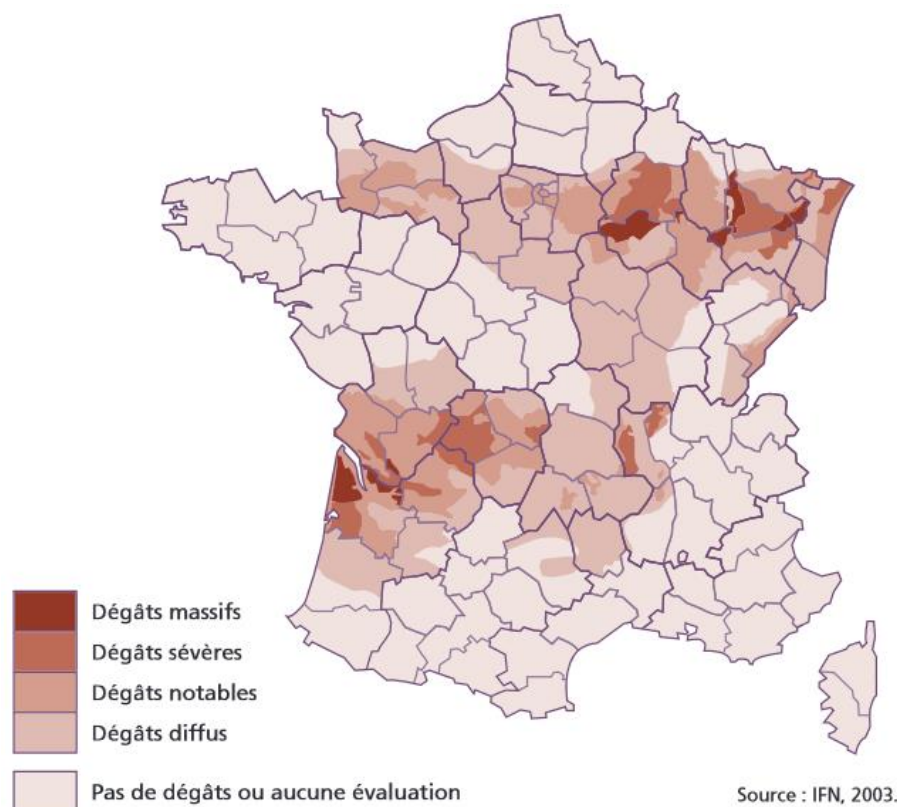 Dégâts massifs
Dégâts sévères
Dégâts notables
Dégâts diffus
Pas de dégâts ou aucune évaluation
Source : IFN, 2003.